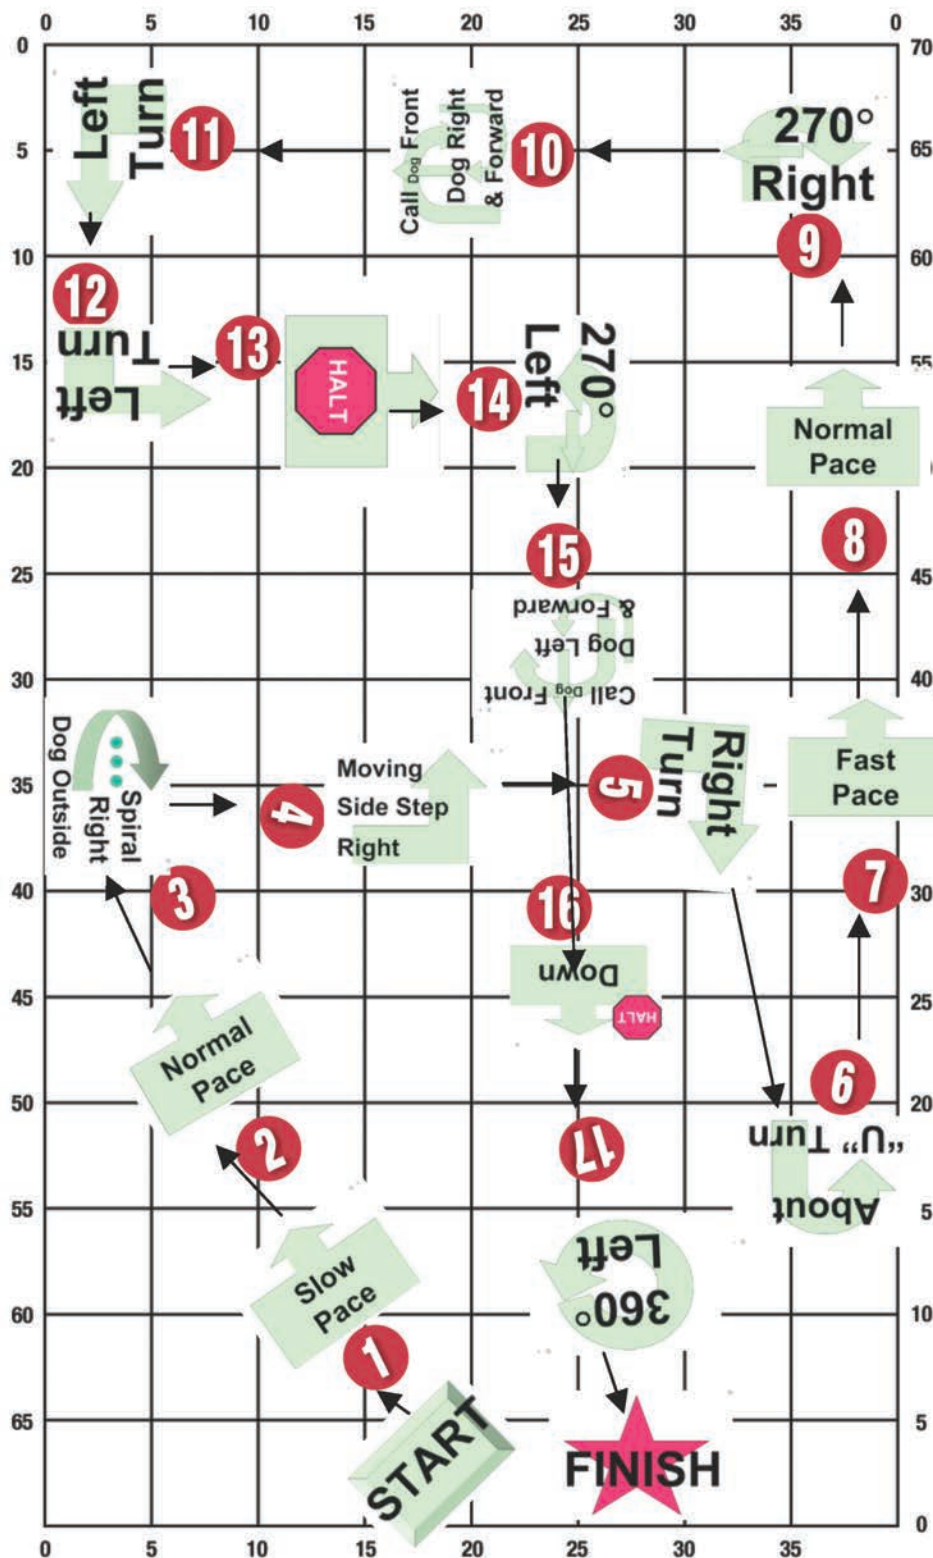 0 5 10 15 20 25 30 35 0
0 70
Left
Turn
11
Call Dog Front
Dog Right
& Forward
10
270°
Right
5 65
9
10 60
12
Left
Turn
13
HALT
14
270°
Left
15 55
Normal
Pace
20
8
15
25 45
Call Dog Front
Dog Left
& Forward
30 40
Dog Outside
Spiral
Right
4
Moving
Side Step
Right
5
Right
Turn
Fast
Pace
35 35
3
40 30
16
7
Down
HALT
45 25
Normal
Pace
6
50 20
2
17
About
"U" Turn
55 5
Slow
Pace
360°
Left
60 10
1
65 5
START
FINISH
0
0 5 10 15 20 25 30 35 0